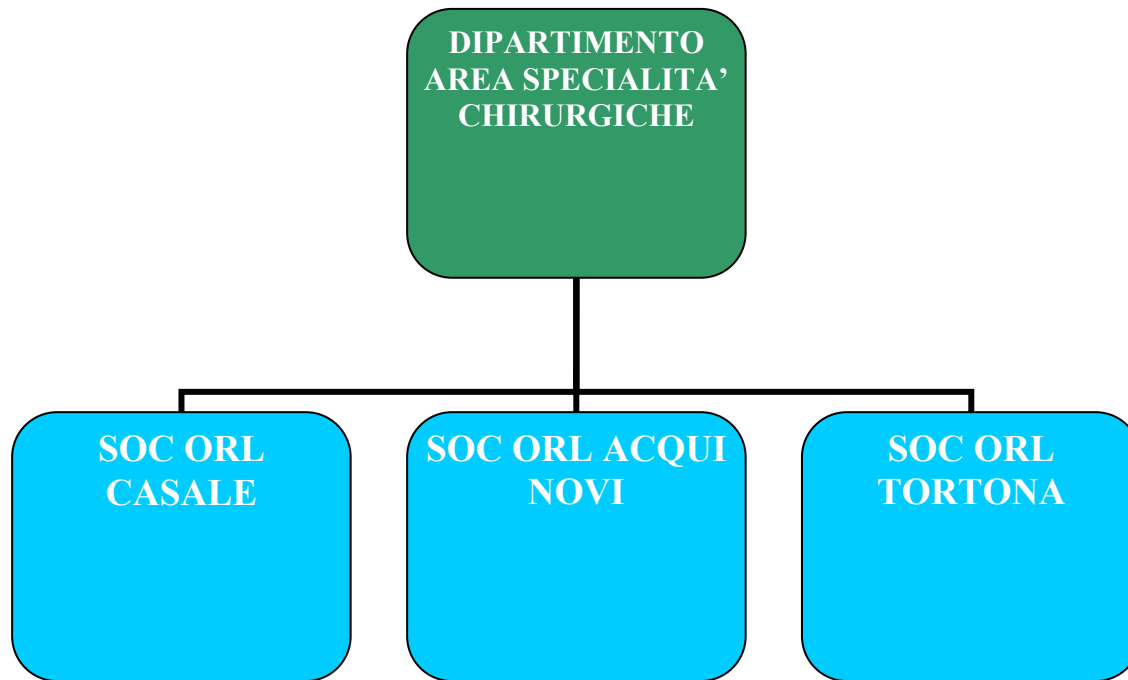 DIPARTIMENTO
AREA SPECIALITA’
CHIRURGICHE
SOC ORL
CASALE
SOC ORL ACQUI
NOVI
SOC ORL
TORTONA